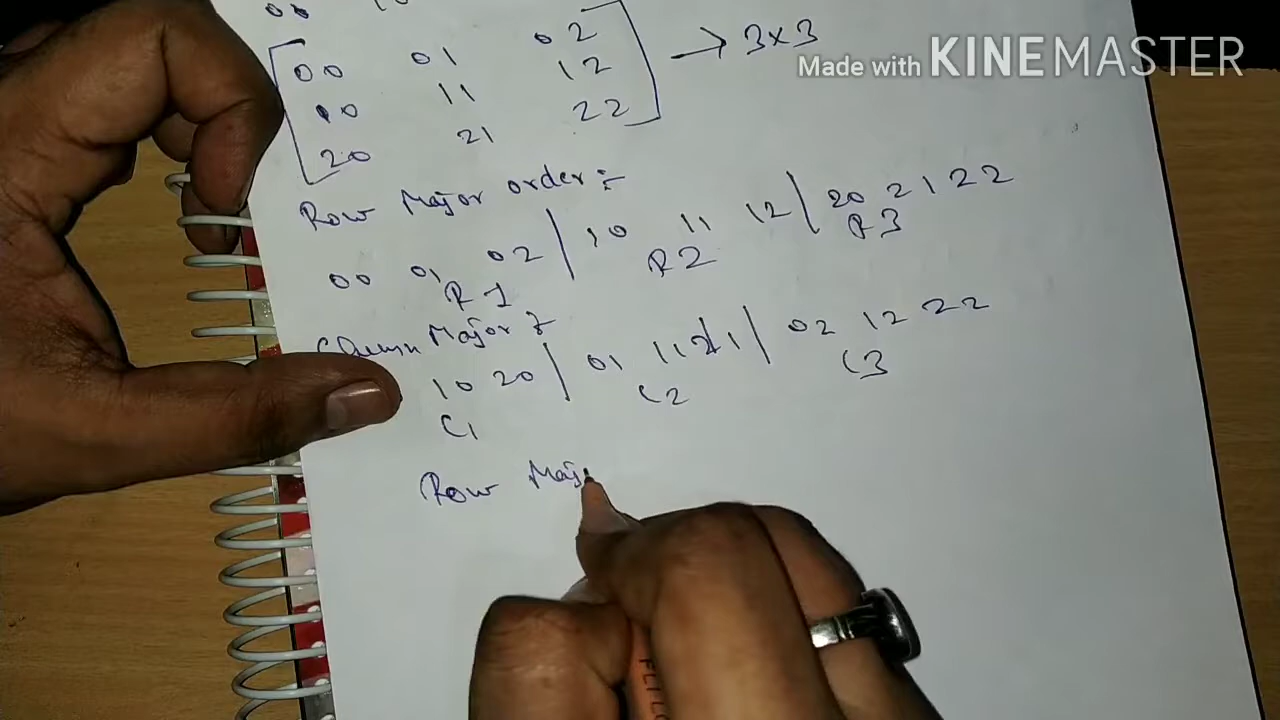 00 10
Made with KINEMASTER
00 01 02
10 11 12 → 3x3
20 21 22
Row Major order :-
00 01 02 | 10 11 12 | 20 21 22
R1 R2 R3
Column Major :-
10 20 | 01 11 21 | 02 12 22
C1 C2 C3
Row Maj